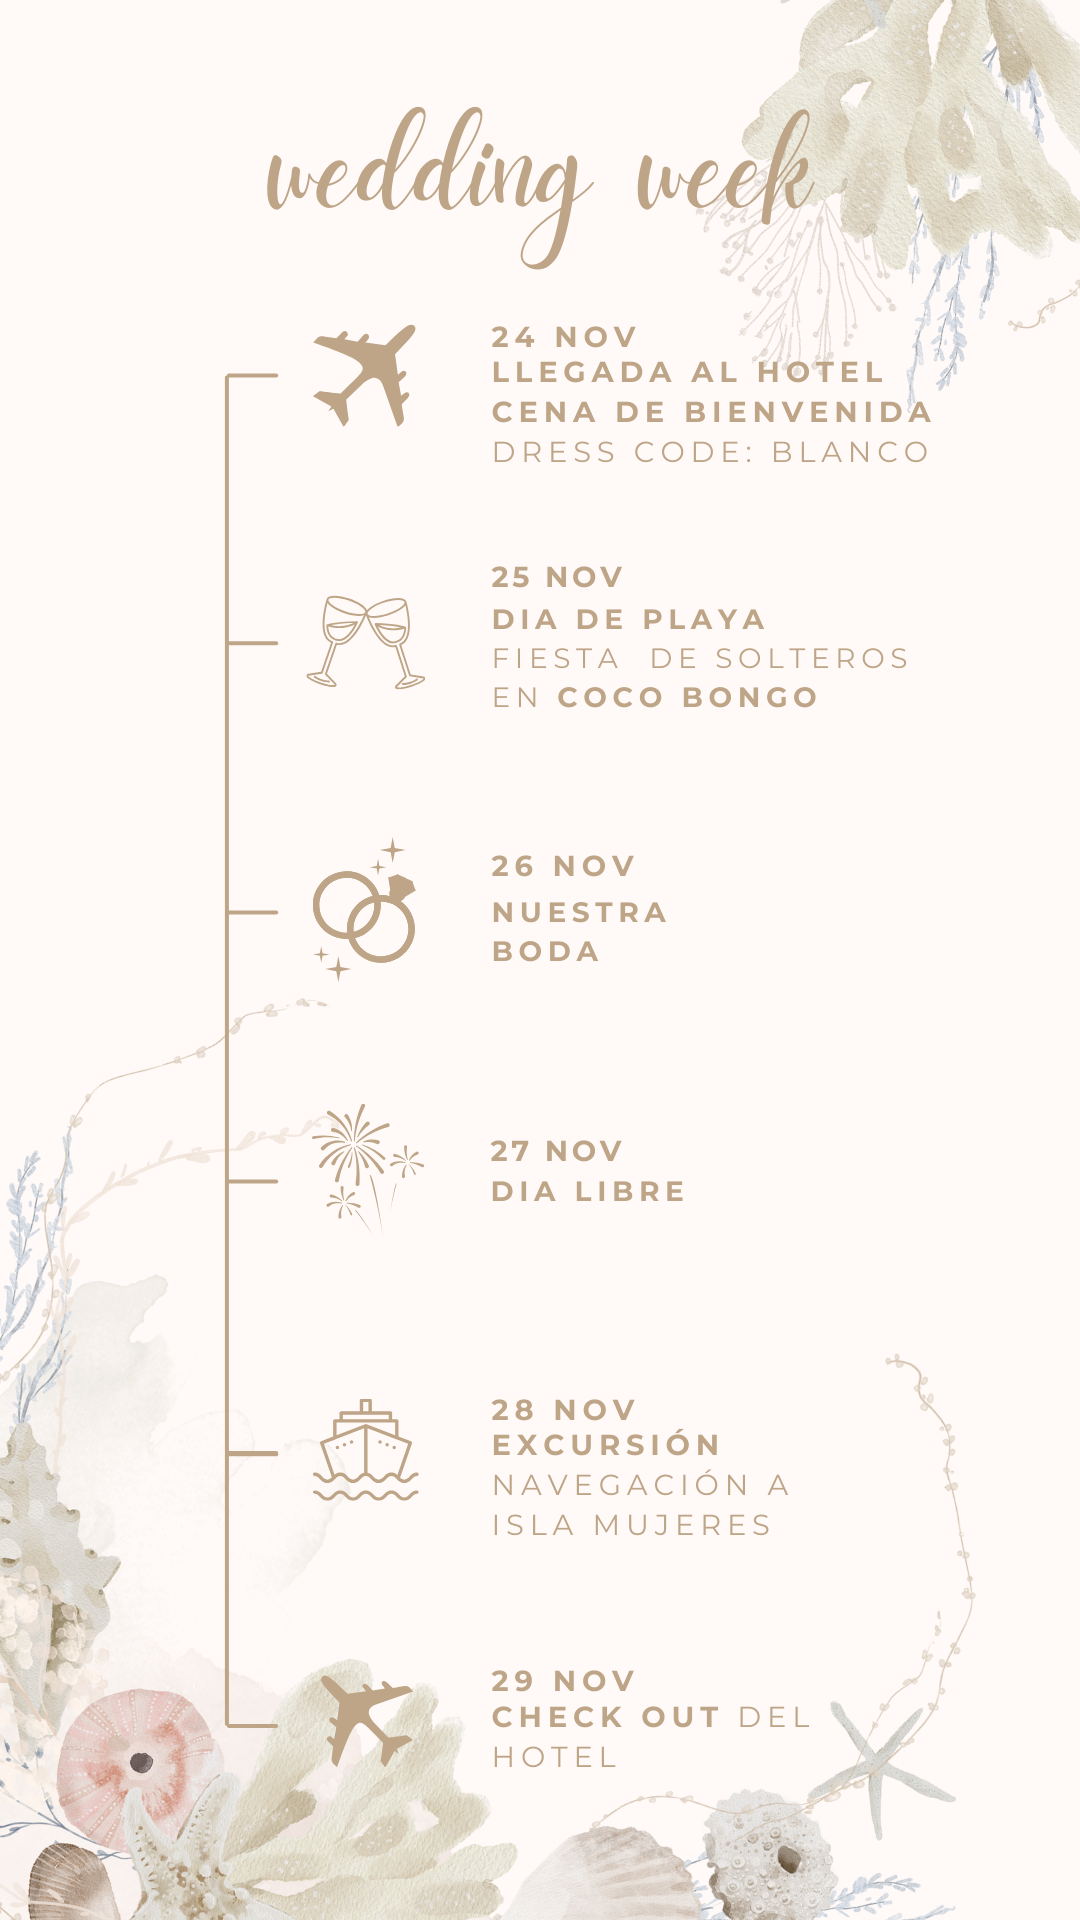 wedding week
24 NOV
LLEGADA AL HOTEL
CENA DE BIENVENIDA
DRESS CODE: BLANCO
25 NOV
DIA DE PLAYA
FIESTA DE SOLTEROS
EN COCO BONGO
26 NOV
NUESTRA
BODA
27 NOV
DIA LIBRE
28 NOV
EXCURSIÓN
NAVEGACIÓN A
ISLA MUJERES
29 NOV
CHECK OUT DEL
HOTEL